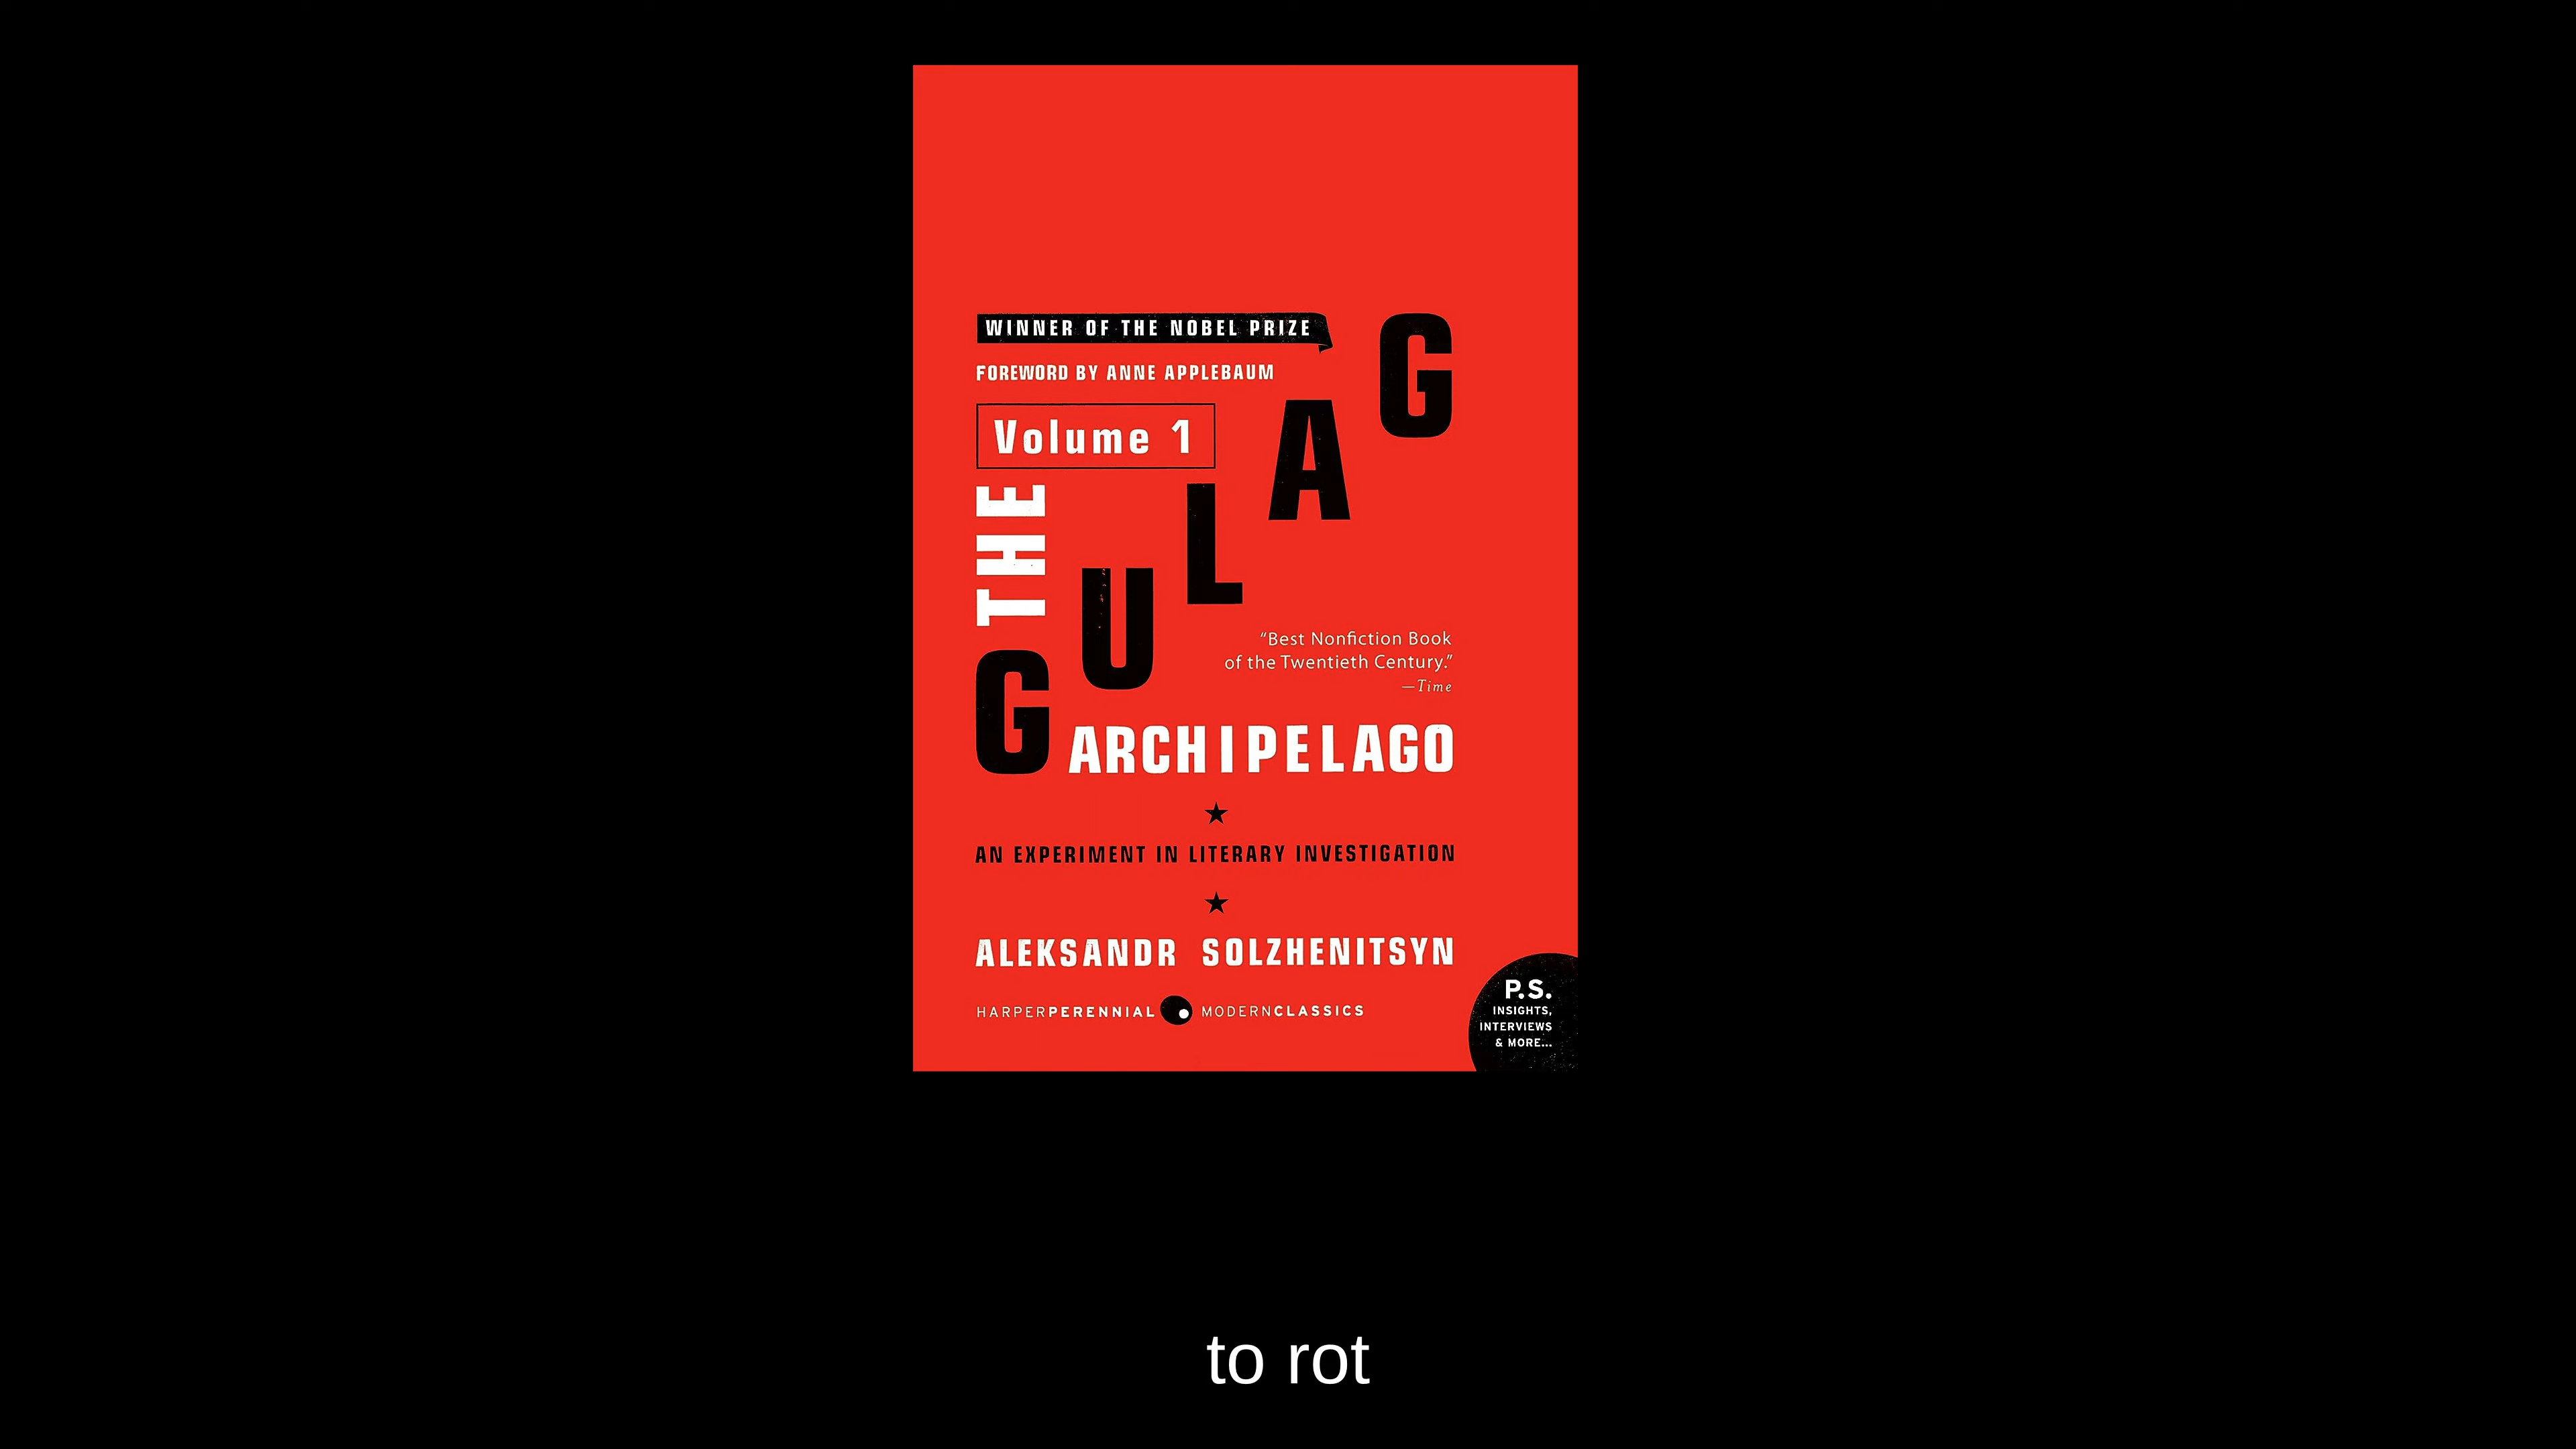 WINNER OF THE NOBEL PRIZE
FOREWORD BY ANNE APPLEBAUM
Volume 1
THE
GULAG
"Best Nonfiction Book
of the Twentieth Century."
—Time
ARCHIPELAGO
AN EXPERIMENT IN LITERARY INVESTIGATION
ALEKSANDR SOLZHENITSYN
HARPERPERENNIAL MODERNCLASSICS
P.S.
INSIGHTS,
INTERVIEWS
& MORE...
to rot